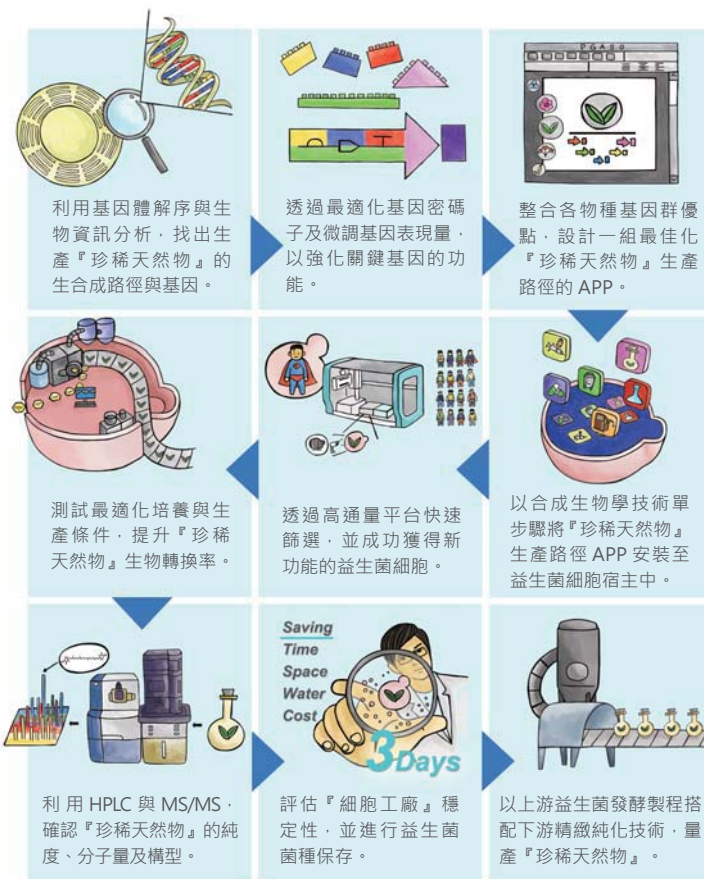 利用基因體解序與生
物資訊分析，找出生
產『珍稀天然物』的
生合成路徑與基因。
透過最適化基因密碼
子及微調基因表現量，
以強化關鍵基因的功
能。
PGASO
整合各物種基因群優
點，設計一組最佳化
『珍稀天然物』生產
路徑的 APP。
以合成生物學技術單
步驟將『珍稀天然物』
生產路徑 APP 安裝至
益生菌細胞宿主中。
透過高通量平台快速
篩選，並成功獲得新
功能的益生菌細胞。
測試最適化培養與生
產條件，提升『珍稀
天然物』生物轉換率。
利用 HPLC 與 MS/MS，
確認『珍稀天然物』的純
度、分子量及構型。
Saving
Time
Space
Water
Cost
3 Days
評估『細胞工廠』穩
定性，並進行益生菌
菌種保存。
以上游益生菌發酵製程搭
配下游精緻純化技術，量
產『珍稀天然物』。